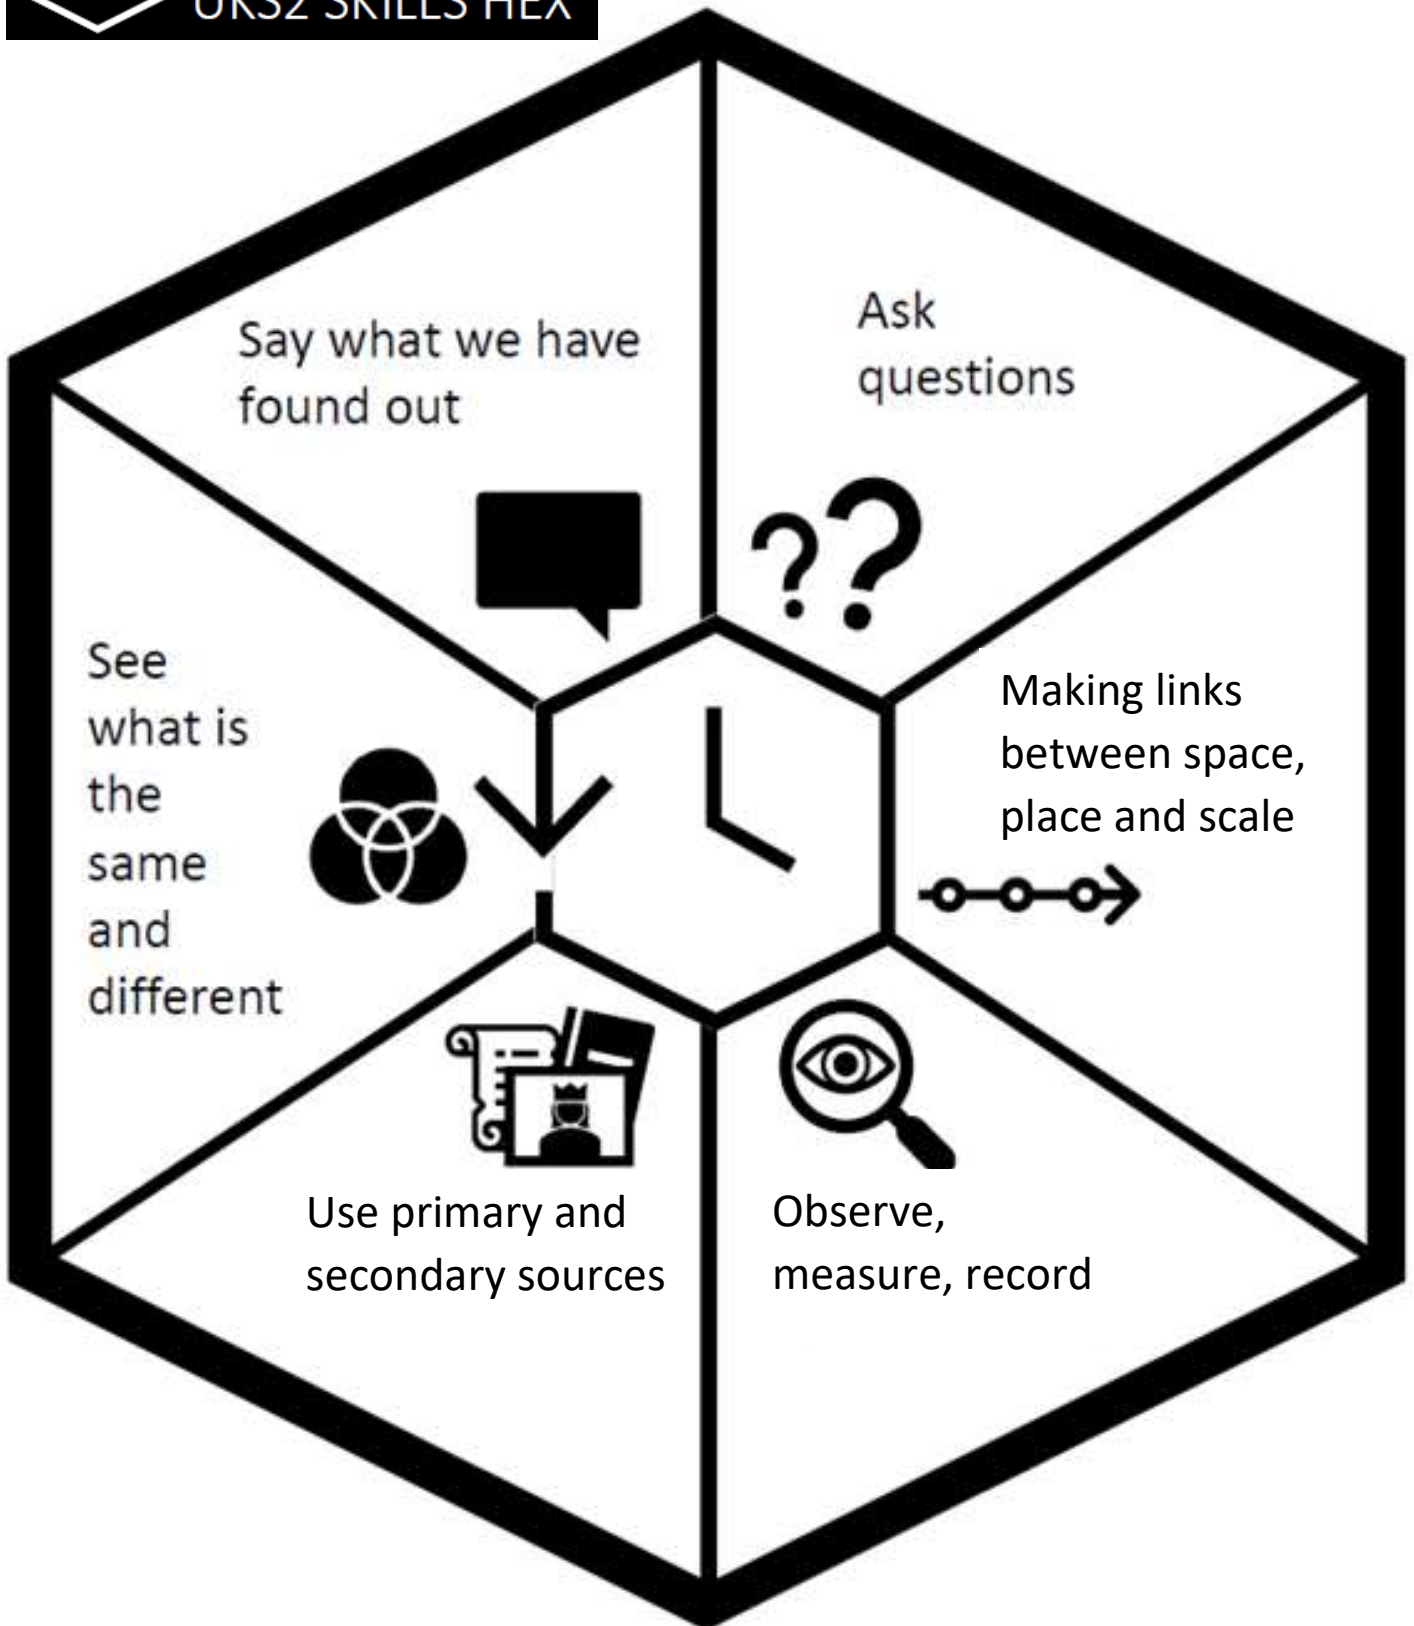 UKS2 SKILLS HEX
Say what we have
found out
Ask
questions
See
what is
the
same
and
different
Making links
between space,
place and scale
Use primary and
secondary sources
Observe,
measure, record